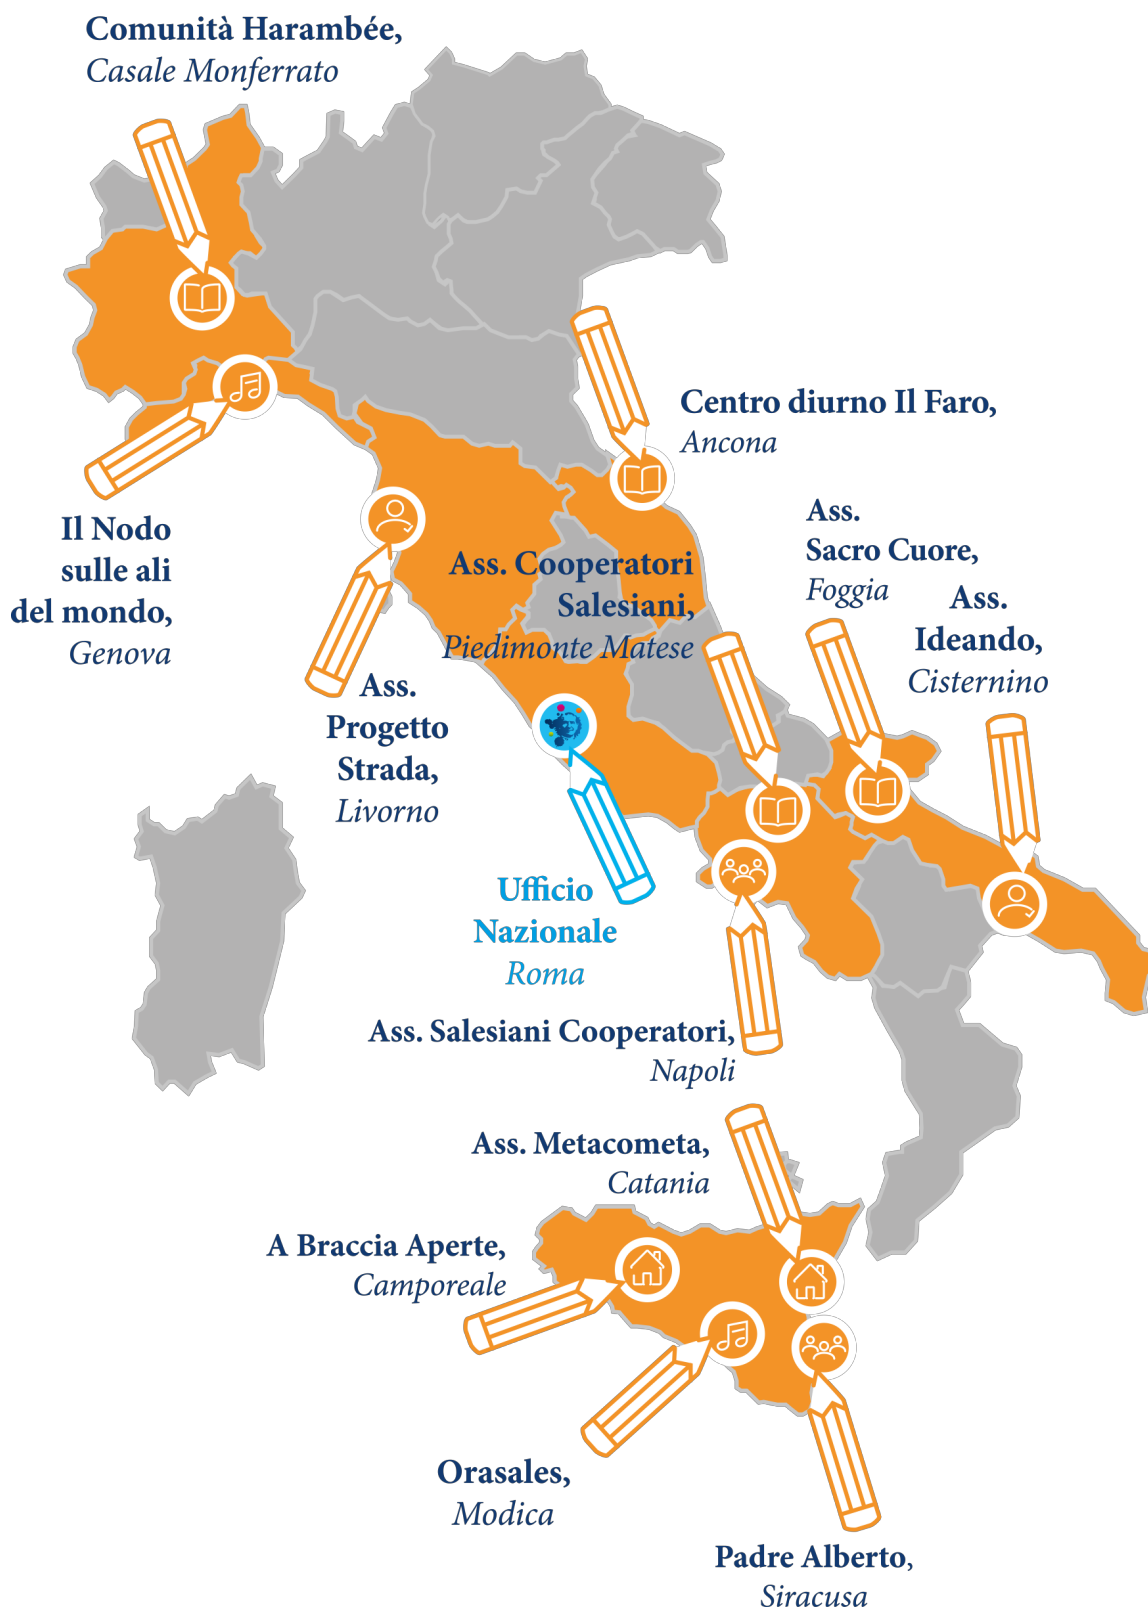 Comunità Harambée,
Casale Monferrato
Centro diurno Il Faro,
Ancona
Ass.
Sacro Cuore,
Foggia
Ass.
Ideando,
Cisternino
Il Nodo
sulle ali
del mondo,
Genova
Ass. Cooperatori
Salesiani,
Piedimonte Matese
Ass.
Progetto
Strada,
Livorno
Ufficio
Nazionale
Roma
Ass. Salesiani Cooperatori,
Napoli
Ass. Metacometa,
Catania
A Braccia Aperte,
Camporeale
Orasales,
Modica
Padre Alberto,
Siracusa